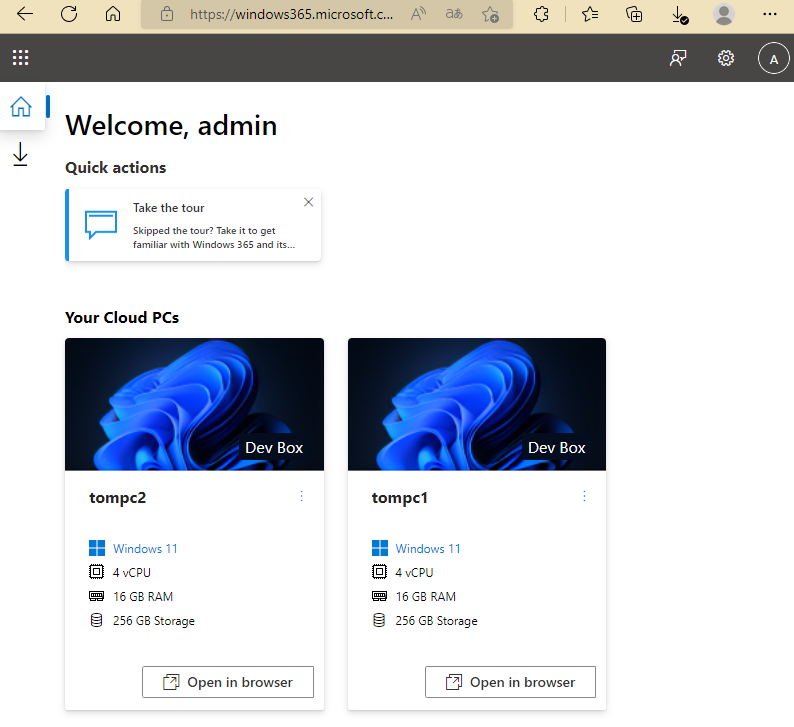 https://windows365.microsoft.c...
A
Welcome, admin
Quick actions
Take the tour
Skipped the tour? Take it to get
familiar with Windows 365 and its...
Your Cloud PCs
Dev Box
tompc2
Windows 11
4 vCPU
16 GB RAM
256 GB Storage
Open in browser
Dev Box
tompc1
Windows 11
4 vCPU
16 GB RAM
256 GB Storage
Open in browser